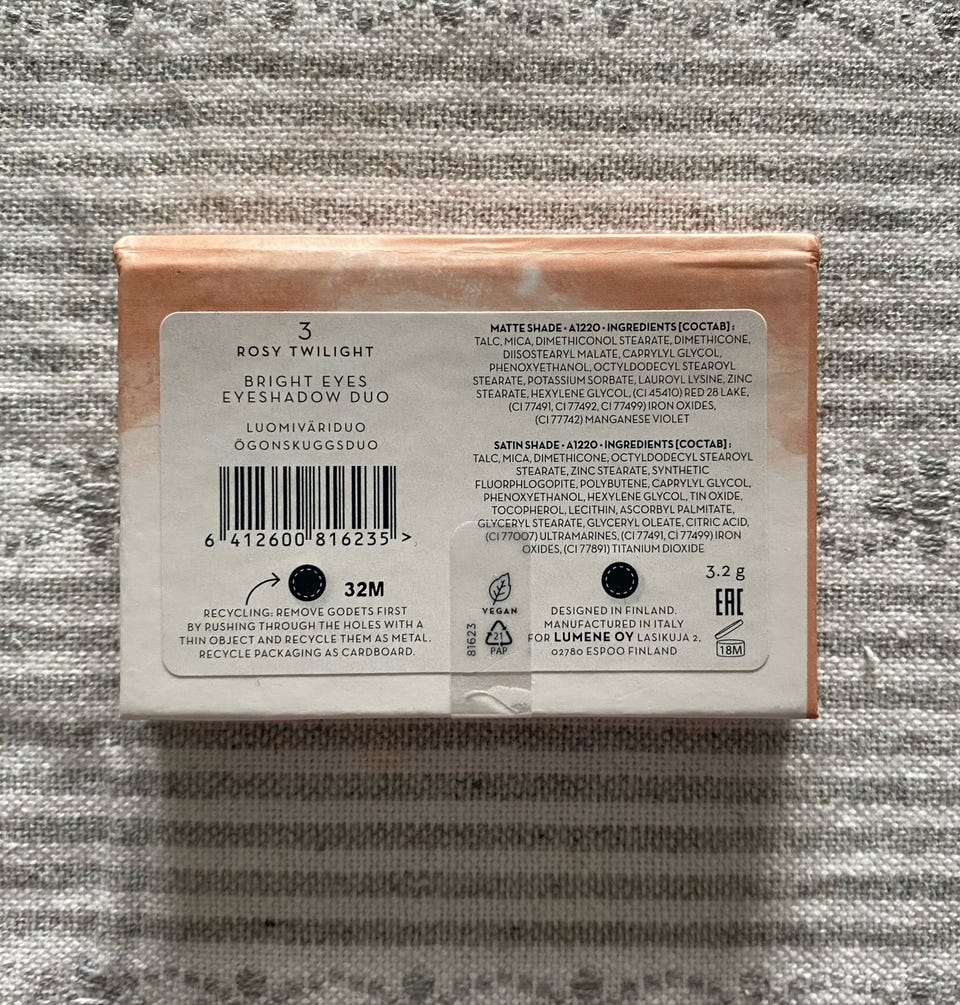 3
ROSY TWILIGHT
BRIGHT EYES
EYESHADOW DUO
LUOMIVÄRIDUO
ÖGONSKUGGSDUO
6 412600 816235 >
32M
RECYCLING: REMOVE GODETS FIRST
BY PUSHING THROUGH THE HOLES WITH A
THIN OBJECT AND RECYCLE THEM AS METAL.
RECYCLE PACKAGING AS CARDBOARD.
MATTE SHADE • A1220 • INGREDIENTS [COCTAB] :
TALC, MICA, DIMETHICONOL STEARATE, DIMETHICONE,
DIISOSTEARYL MALATE, CAPRYLYL GLYCOL,
PHENOXYETHANOL, OCTYLDODECYL STEAROYL
STEARATE, POTASSIUM SORBATE, LAUROYL LYSINE, ZINC
STEARATE, HEXYLENE GLYCOL, (CI 45410) RED 28 LAKE,
(CI 77491, CI 77492, CI 77499) IRON OXIDES,
(CI 77742) MANGANESE VIOLET
SATIN SHADE • A1220 • INGREDIENTS [COCTAB] :
TALC, MICA, DIMETHICONE, OCTYLDODECYL STEAROYL
STEARATE, ZINC STEARATE, SYNTHETIC
FLUORPHLOGOPITE, POLYBUTENE, CAPRYLYL GLYCOL,
PHENOXYETHANOL, HEXYLENE GLYCOL, TIN OXIDE,
TOCOPHEROL, LECITHIN, ASCORBYL PALMITATE,
GLYCERYL STEARATE, GLYCERYL OLEATE, CITRIC ACID,
(CI 77007) ULTRAMARINES, (CI 77491, CI 77499) IRON
OXIDES, (CI 77891) TITANIUM DIOXIDE
VEGAN
81623
21
PAP
DESIGNED IN FINLAND.
MANUFACTURED IN ITALY
FOR LUMENE OY LASIKUJA 2,
02780 ESPOO FINLAND
3.2 g
EAC
18M